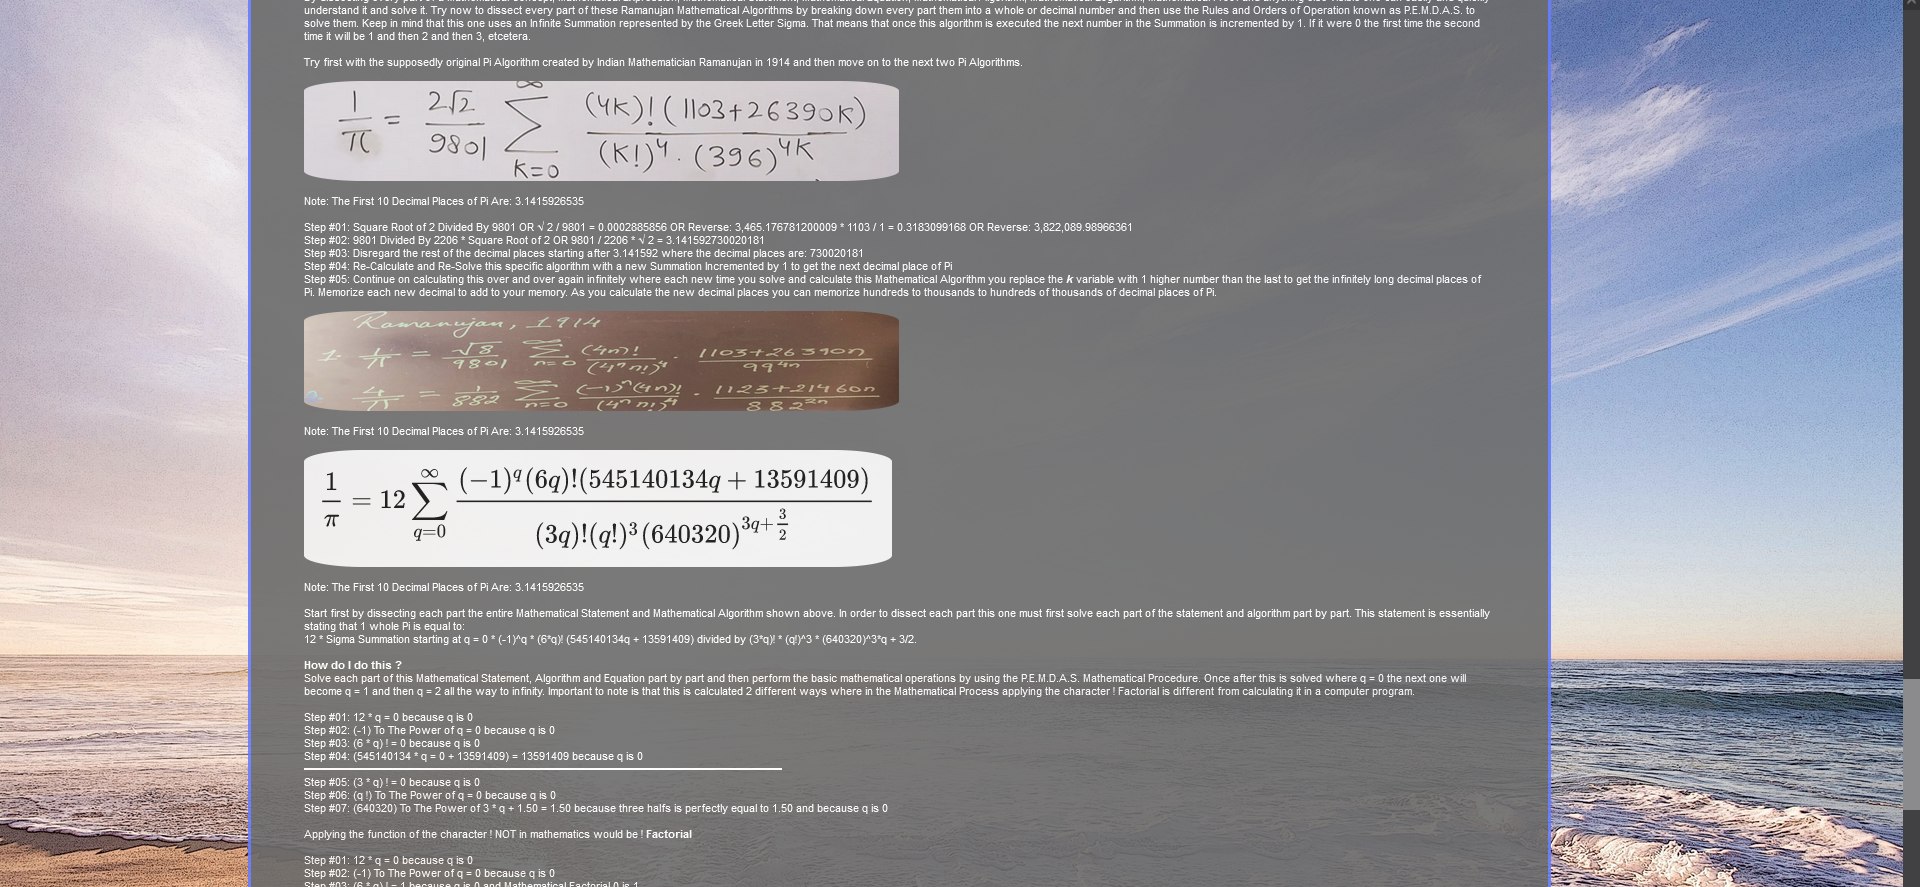 understand it and solve it. Try now to dissect every part of these Ramanujan Mathematical Algorithms by breaking down every part them into a whole or decimal number and then use the Rules and Orders of Operation known as P.E.M.D.A.S. to
solve them. Keep in mind that this one uses an Infinite Summation represented by the Greek Letter Sigma. That means that once this algorithm is executed the next number in the Summation is incremented by 1. If it were 0 the first time the second
time it will be 1 and then 2 and then 3, etcetera.
Try first with the supposedly original Pi Algorithm created by Indian Mathematician Ramanujan in 1914 and then move on to the next two Pi Algorithms.
1/π = 2√2/9801 ∑ k=0 ∞ (4K)!(1103+26390K)/(K!)^4 . (396)^4K
Note: The First 10 Decimal Places of Pi Are: 3.1415926535
Step #01: Square Root of 2 Divided By 9801 OR √ 2 / 9801 = 0.0002885856 OR Reverse: 3,465.176781200009 * 1103 / 1 = 0.3183099168 OR Reverse: 3,822,089.98966361
Step #02: 9801 Divided By 2206 * Square Root of 2 OR 9801 / 2206 * √ 2 = 3.141592730020181
Step #03: Disregard the rest of the decimal places starting after 3.141592 where the decimal places are: 730020181
Step #04: Re-Calculate and Re-Solve this specific algorithm with a new Summation Incremented by 1 to get the next decimal place of Pi
Step #05: Continue on calculating this over and over again infinitely where each new time you solve and calculate this Mathematical Algorithm you replace the k variable with 1 higher number than the last to get the infinitely long decimal places of
Pi. Memorize each new decimal to add to your memory. As you calculate the new decimal places you can memorize hundreds to thousands to hundreds of thousands of decimal places of Pi.
Ramanujan, 1914
1. 1/π = √8/9801 ∑ n=0 ∞ (4n)!/(4^n n!)^4 . 1103+26390n/99^4n
4/π = 1/882 ∑ n=0 ∞ (-1)^n(4n)!/(4^n n!)^4 . 1123+21460n/882^2n
Note: The First 10 Decimal Places of Pi Are: 3.1415926535
1/π = 12 ∑ q=0 ∞ (−1)^q(6q)!(545140134q + 13591409)/(3q)!(q!)^3(640320)^3q+3/2
Note: The First 10 Decimal Places of Pi Are: 3.1415926535
Start first by dissecting each part the entire Mathematical Statement and Mathematical Algorithm shown above. In order to dissect each part this one must first solve each part of the statement and algorithm part by part. This statement is essentially
stating that 1 whole Pi is equal to:
12 * Sigma Summation starting at q = 0 * (-1)^q * (6*q)! (545140134q + 13591409) divided by (3*q)! * (q!)^3 * (640320)^3*q + 3/2.
How do I do this ?
Solve each part of this Mathematical Statement, Algorithm and Equation part by part and then perform the basic mathematical operations by using the P.E.M.D.A.S. Mathematical Procedure. Once after this is solved where q = 0 the next one will
become q = 1 and then q = 2 all the way to infinity. Important to note is that this is calculated 2 different ways where in the Mathematical Process applying the character ! Factorial is different from calculating it in a computer program.
Step #01: 12 * q = 0 because q is 0
Step #02: (-1) To The Power of q = 0 because q is 0
Step #03: (6 * q) ! = 0 because q is 0
Step #04: (545140134 * q = 0 + 13591409) = 13591409 because q is 0
Step #05: (3 * q) ! = 0 because q is 0
Step #06: (q !) To The Power of q = 0 because q is 0
Step #07: (640320) To The Power of 3 * q + 1.50 = 1.50 because three halfs is perfectly equal to 1.50 and because q is 0
Applying the function of the character ! NOT in mathematics would be ! Factorial
Step #01: 12 * q = 0 because q is 0
Step #02: (-1) To The Power of q = 0 because q is 0
Step #03: (6 * q) ! = 1 because q is 0 and Mathematical Factorial 0 is 1